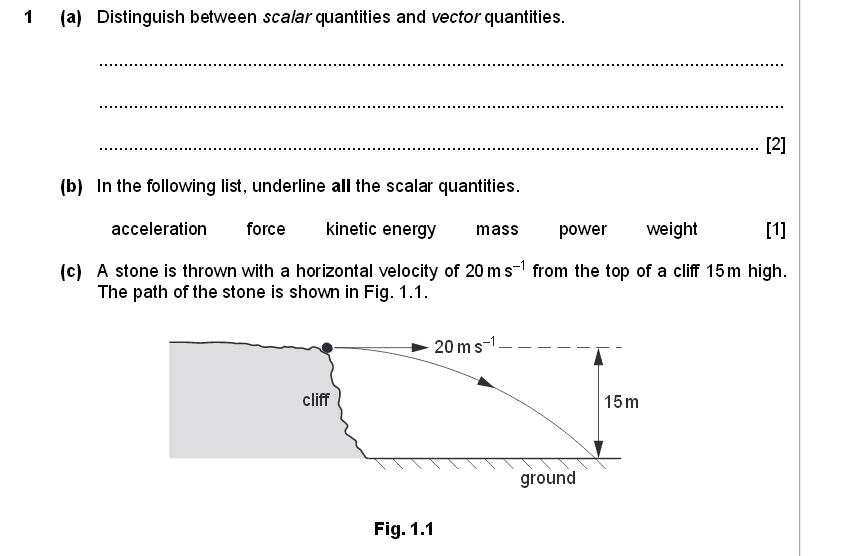 1 (a) Distinguish between scalar quantities and vector quantities.
..........................................................................................................................................
..........................................................................................................................................
..................................................................................................................................... [2]
(b) In the following list, underline all the scalar quantities.
acceleration force kinetic energy mass power weight [1]
(c) A stone is thrown with a horizontal velocity of 20 m s⁻¹ from the top of a cliff 15 m high.
The path of the stone is shown in Fig. 1.1.
20 m s⁻¹
cliff
15 m
ground
Fig. 1.1